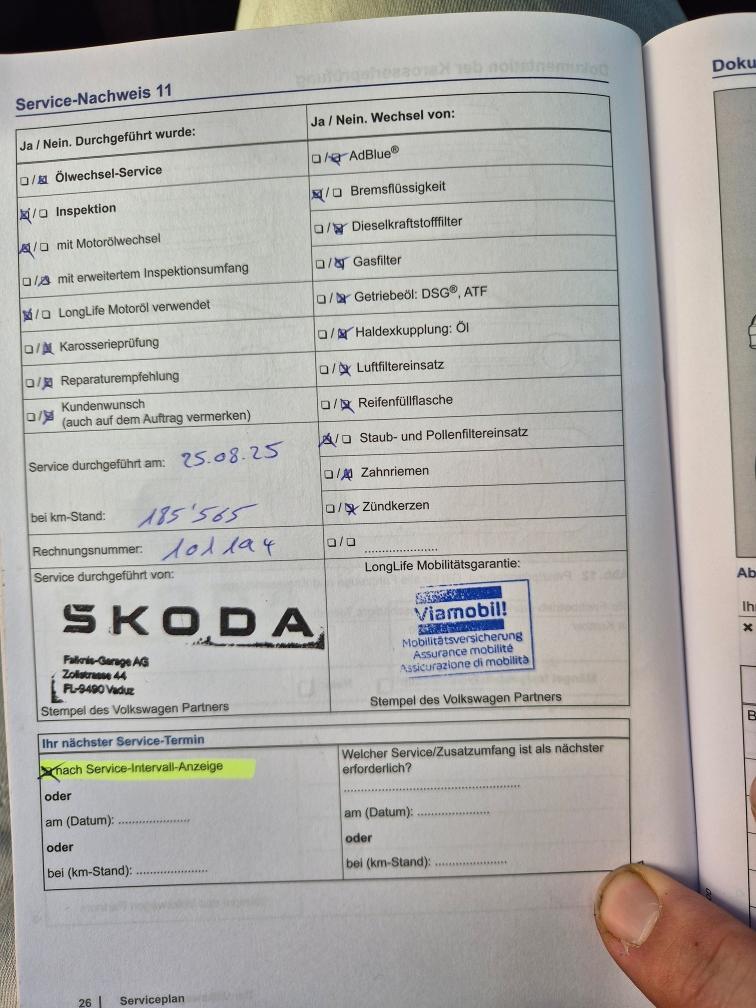 Service-Nachweis 11
Ja / Nein. Durchgeführt wurde:
☐/☒ Ölwechsel-Service
☒/☐ Inspektion
☒/☐ mit Motorölwechsel
☐/☒ mit erweitertem Inspektionsumfang
☒/☐ LongLife Motoröl verwendet
☐/☒ Karosserieprüfung
☐/☒ Reparaturempfehlung
☐/☒ Kundenwunsch
(auch auf dem Auftrag vermerken)
Service durchgeführt am: 25.08.25
bei km-Stand: 185'565
Rechnungsnummer: 101194
Service durchgeführt von:
SKODA
Falknis-Garage AG
Zollstrasse 44
FL-9490 Vaduz
Stempel des Volkswagen Partners
Ja / Nein. Wechsel von:
☐/☒ AdBlue®
☒/☐ Bremsflüssigkeit
☐/☒ Dieselkraftstofffilter
☐/☒ Gasfilter
☐/☒ Getriebeöl: DSG®, ATF
☐/☒ Haldexkupplung: Öl
☐/☒ Luftfiltereinsatz
☐/☒ Reifenfüllflasche
☒/☐ Staub- und Pollenfiltereinsatz
☐/☒ Zahnriemen
☐/☒ Zündkerzen
☐/☐ ......................
LongLife Mobilitätsgarantie:
Viamobil!
Mobilitätsversicherung
Assurance mobilité
Assicurazione di mobilità
Stempel des Volkswagen Partners
Ihr nächster Service-Termin
☒ nach Service-Intervall-Anzeige
oder
am (Datum): .....................
oder
bei (km-Stand): .....................
Welcher Service/Zusatzumfang ist als nächster
erforderlich?
.....................................................
am (Datum): .....................
oder
bei (km-Stand): .....................
26 | Serviceplan
Doku
Ab
Ih
B